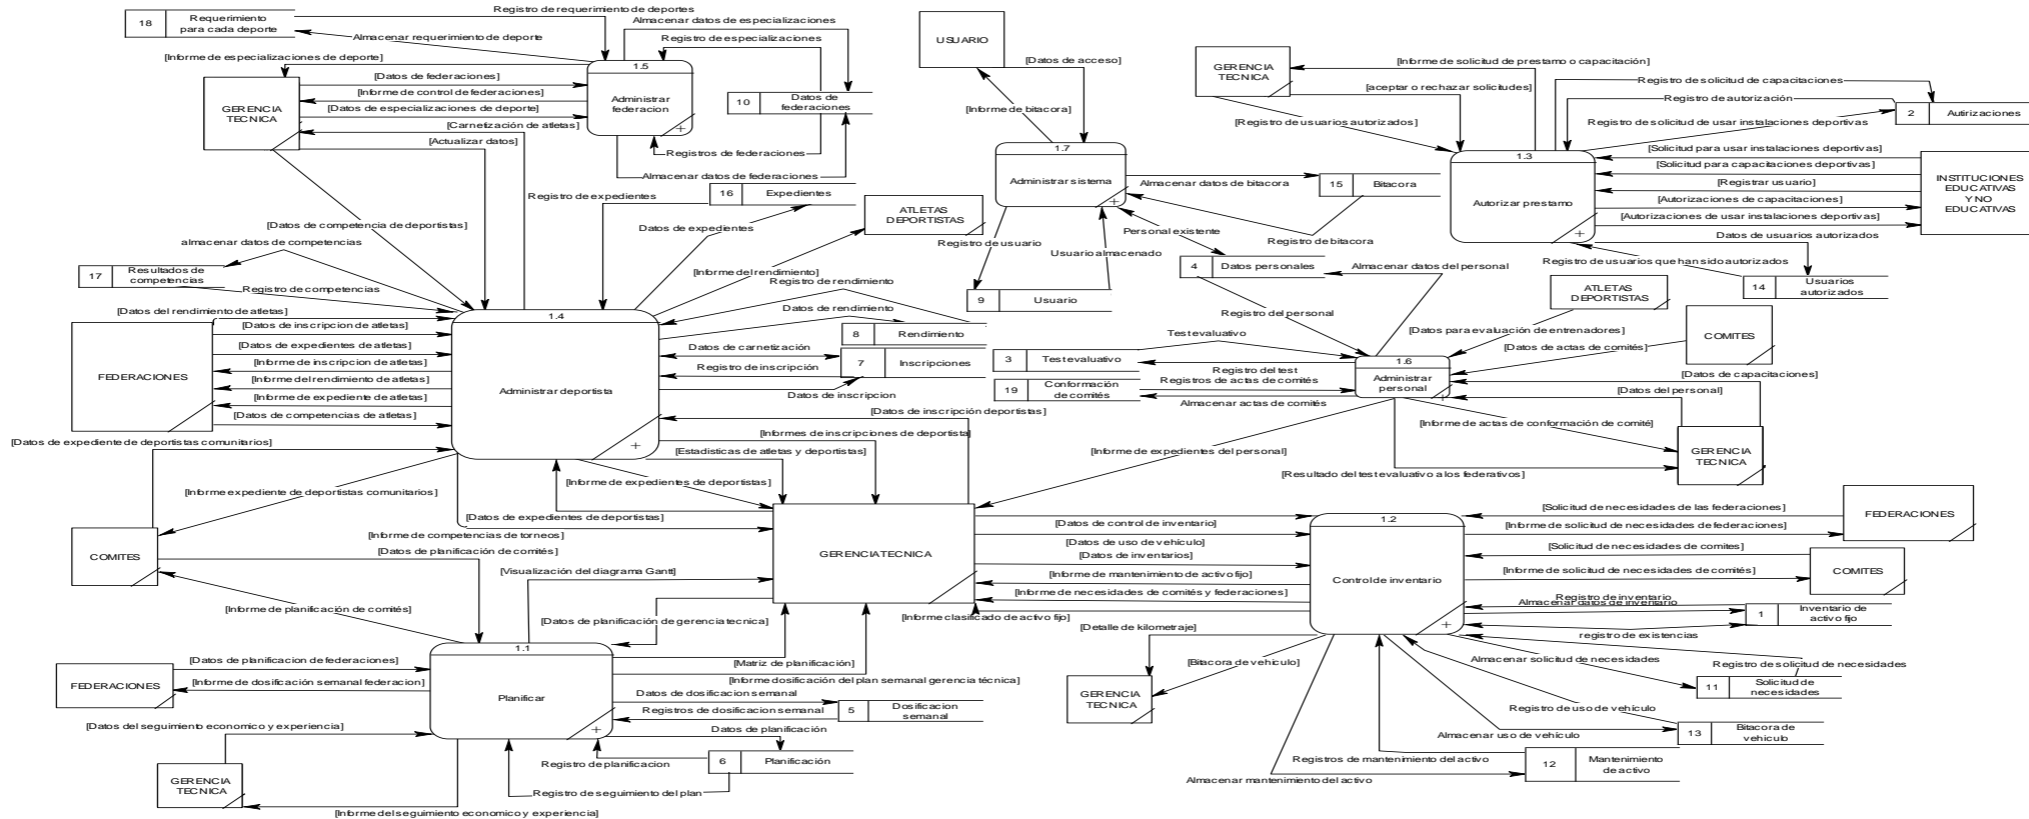 Registro de requerimiento de deportes
18
Requerimiento
para cada deporte
Almacenar datos de especializaciones
Almacenar requerimiento de deporte
Registro de especializaciones
[Informe de especializaciones de deporte]
1.5
Administrar
federacion
[Datos de federaciones]
[Informe de control de federaciones]
[Datos de especializaciones de deporte]
GERENCIA
TECNICA
10
Datos de
federaciones
[Carnetización de atletas]
[Actualizar datos]
Registros de federaciones
Almacenar datos de federaciones
USUARIO
[Datos de acceso]
[Informe de bitacora]
1.7
Administrar sistema
Almacenar datos de bitacora
15
Bitacora
Registro de usuario
Personal existente
Registro de bitacora
Usuario almacenado
9
Usuario
4
Datos personales
GERENCIA
TECNICA
[Informe de solicitud de prestamo o capacitación]
[aceptar o rechazar solicitudes]
Registro de solicitud de capacitaciones
Registro de autorización
2
Autirizaciones
[Registro de usuarios autorizados]
Registro de solicitud de usar instalaciones deportivas
1.3
Autorizar prestamo
[Solicitud para usar instalaciones deportivas]
[Solicitud para capacitaciones deportivas]
[Registrar usuario]
[Autorizaciones de capacitaciones]
[Autorizaciones de usar instalaciones deportivas]
INSTITUCIONES
EDUCATIVAS
Y NO
EDUCATIVAS
Datos de usuarios autorizados
Registro de usuarios que han sido autorizados
14
Usuarios
autorizados
Registro de expedientes
16
Expedientes
ATLETAS
DEPORTISTAS
[Datos de competencia de deportistas]
Datos de expedientes
almacenar datos de competencias
17
Resultados de
competencias
Registro de competencias
[Informe del rendimiento]
Registro de rendimiento
[Datos del rendimiento de atletas]
1.4
Administrar deportista
Datos de rendimiento
8
Rendimiento
[Datos de inscripcion de atletas]
[Datos de expedientes de atletas]
[Informe de inscripcion de atletas]
[Informe del rendimiento de atletas]
[Informe de expediente de atletas]
[Datos de competencias de atletas]
FEDERACIONES
Datos de carnetización
7
Inscripciones
Registro de inscripción
Datos de inscripcion
[Datos de inscripción deportistas]
[Datos de expediente de deportistas comunitarios]
[Informes de inscripciones de deportista]
[Estadisticas de atletas y deportistas]
[Informe de expedientes de deportistas]
[Informe expediente de deportistas comunitarios]
[Datos de expedientes de deportistas]
Almacenar datos del personal
Registro del personal
ATLETAS
DEPORTISTAS
Test evaluativo
[Datos para evaluación de entrenadores]
COMITES
[Datos de actas de comités]
3
Test evaluativo
Registro del test
1.6
Administrar
personal
[Datos de capacitaciones]
19
Conformación
de comités
Registros de actas de comités
Almacenar actas de comités
[Datos del personal]
[Informe de actas de conformación de comité]
[Informe de expedientes del personal]
GERENCIA
TECNICA
[Resultado del test evaluativo a los federativos]
COMITES
[Informe de competencias de torneos]
[Datos de planificación de comités]
GERENCIA TECNICA
[Visualización del diagrama Gantt]
[Informe de planificación de comités]
[Datos de planificación de gerencia tecnica]
[Datos de control de inventario]
[Datos de uso de vehículo]
[Datos de inventarios]
[Informe de mantenimiento de activo fijo]
[Informe de necesidades de comités y federaciones]
[Informe clasificado de activo fijo]
1.2
Control de inventario
[Solicitud de necesidades de las federaciones]
[Informe de solicitud de necesidades de federaciones]
FEDERACIONES
[Solicitud de necesidades de comites]
[Informe de solicitud de necesidades de comités]
COMITES
Registro de inventario
Almacenar datos de inventario
1
Inventario de
activo fijo
registro de existencias
[Detalle de kilometraje]
[Bitacora de vehiculo]
GERENCIA
TECNICA
Almacenar solicitud de necesidades
Registro de solicitud de necesidades
11
Solicitud de
necesidades
Registro de uso de vehículo
13
Bitacora de
vehiculo
Almacenar uso de vehículo
Registros de mantenimiento del activo
12
Mantenimiento
de activo
Almacenar mantenimiento del activo
1.1
Planificar
FEDERACIONES
[Datos de planificacion de federaciones]
[Informe de dosificación semanal federacion]
[Matriz de planificación]
[Informe dosificación del plan semanal gerencia técnica]
Datos de dosificacion semanal
Registros de dosificacion semanal
5
Dosificacion
semanal
[Datos del seguimiento economico y experiencia]
Datos de planificación
Registro de planificacion
6
Planificación
GERENCIA
TECNICA
Registro de seguimiento del plan
[Informe del seguimiento economico y experiencia]